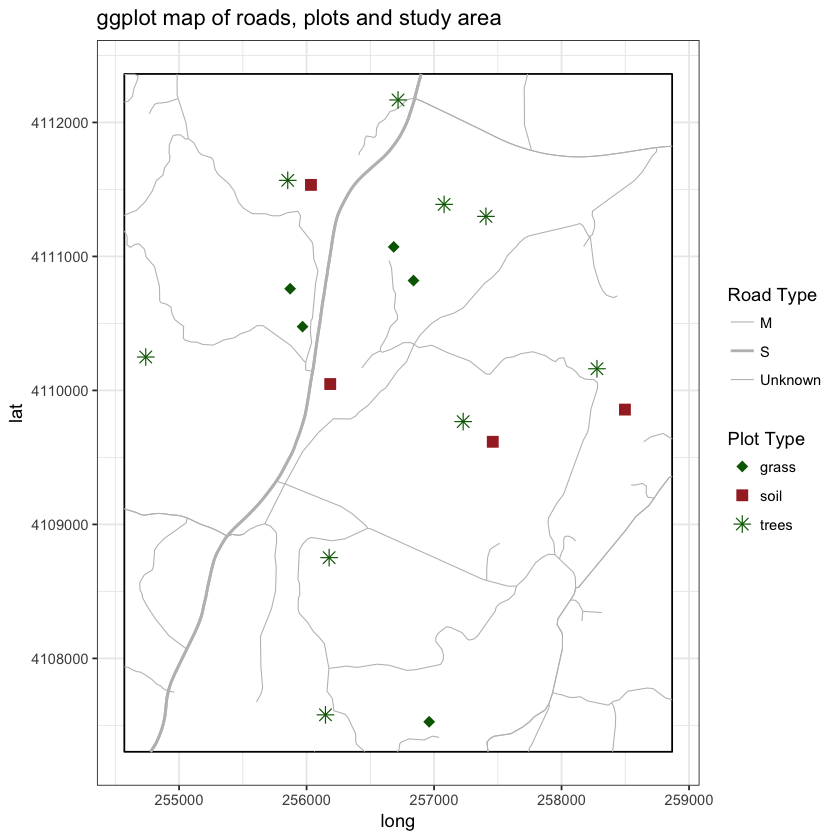 ggplot map of roads, plots and study area
4112000
4111000
4110000
4109000
4108000
lat
255000
256000
257000
258000
259000
long
Road Type
M
S
Unknown
Plot Type
grass
soil
trees